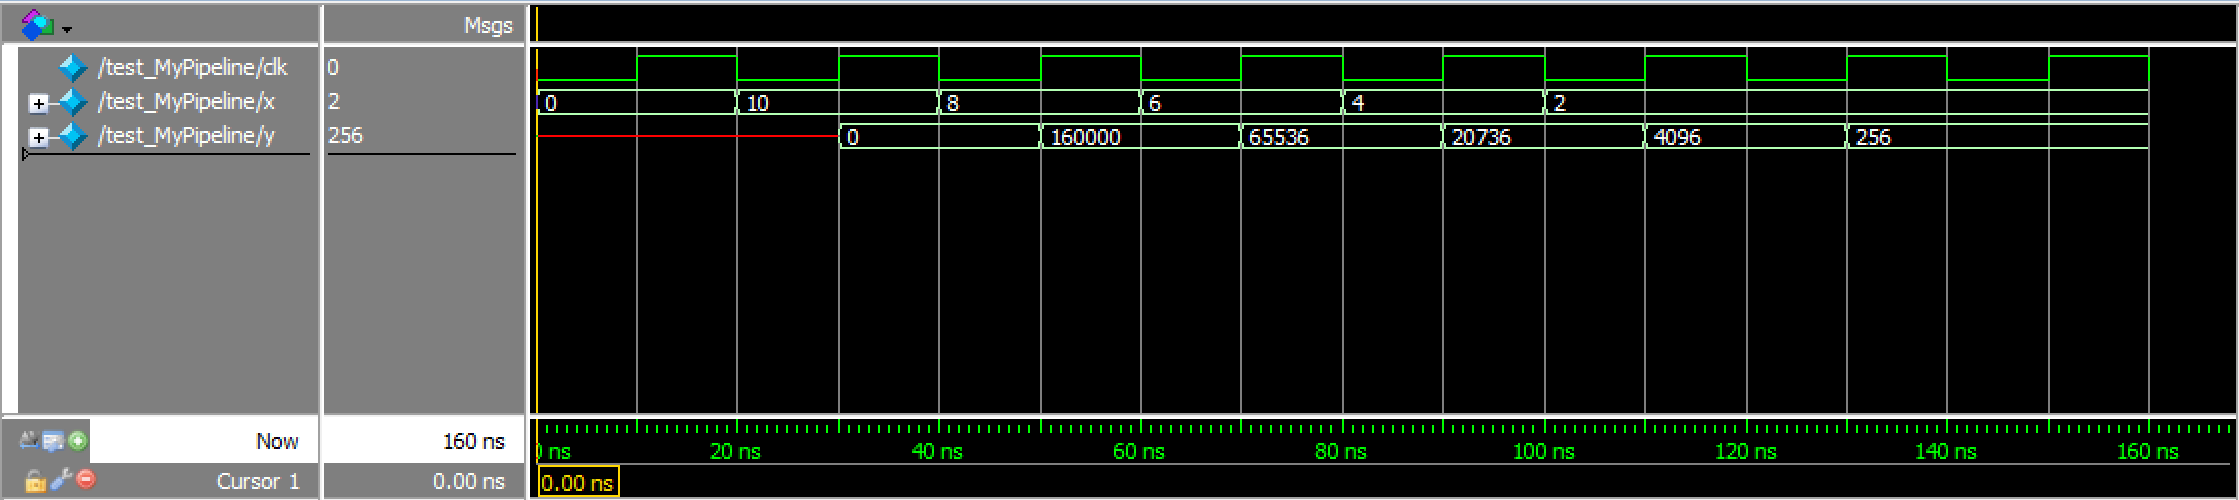 Msgs
/test_MyPipeline/clk 0
/test_MyPipeline/x 2 0 10 8 6 4 2
/test_MyPipeline/y 256 0 160000 65536 20736 4096 256
Now 160 ns ns 20 ns 40 ns 60 ns 80 ns 100 ns 120 ns 140 ns 160 ns
Cursor 1 0.00 ns 0.00 ns